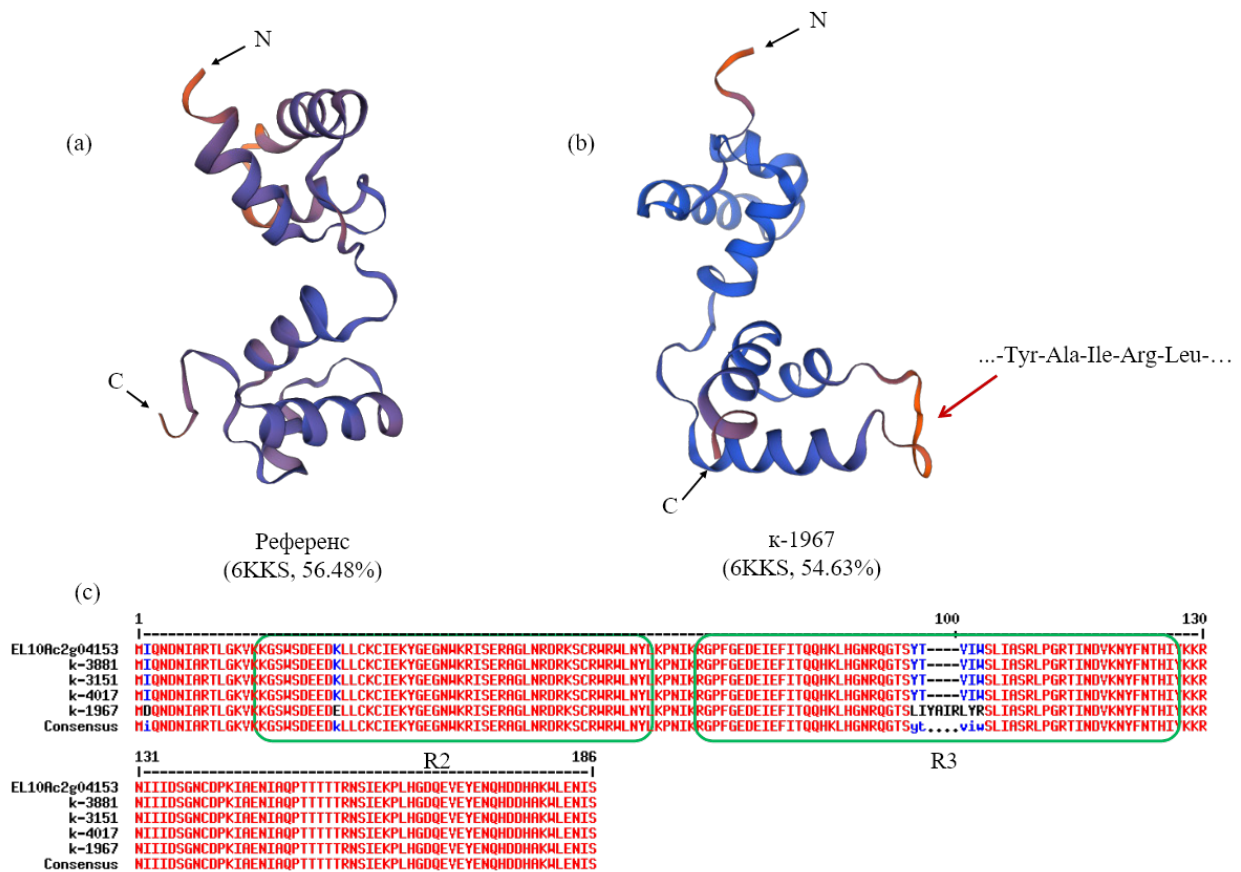 N
(a)
C
Референс
(6KKS, 56.48%)
N
(b)
...-Tyr-Ala-Ile-Arg-Leu-...
C
к-1967
(6KKS, 54.63%)
(c)
1 100 130
EL10Ac2g04153 MIQNDNIARTLGKVKKGSWSDEEDKLLCKCIEKYGEGNWKRISERAGLNRDRKSCRWRWLNYLKPNIKRGPFGEDEIEFITQQHKLHGNRQGTSYT----VIWSLIASRLPGRTINDVKNYFNTHIYKKR
k-3881 MIQNDNIARTLGKVKKGSWSDEEDKLLCKCIEKYGEGNWKRISERAGLNRDRKSCRWRWLNYLKPNIKRGPFGEDEIEFITQQHKLHGNRQGTSYT----VIWSLIASRLPGRTINDVKNYFNTHIYKKR
k-3151 MIQNDNIARTLGKVKKGSWSDEEDKLLCKCIEKYGEGNWKRISERAGLNRDRKSCRWRWLNYLKPNIKRGPFGEDEIEFITQQHKLHGNRQGTSYT----VIWSLIASRLPGRTINDVKNYFNTHIYKKR
k-4017 MIQNDNIARTLGKVKKGSWSDEEDKLLCKCIEKYGEGNWKRISERAGLNRDRKSCRWRWLNYLKPNIKRGPFGEDEIEFITQQHKLHGNRQGTSYT----VIWSLIASRLPGRTINDVKNYFNTHIYKKR
k-1967 MDQNDNIARTLGKVKKGSWSDEEDELLCKCIEKYGEGNWKRISERAGLNRDRKSCRWRWLNYLKPNIKRGPFGEDEIEFITQQHKLHGNRQGTSLIYAIRLYRSLIASRLPGRTINDVKNYFNTHIYKKR
Consensus MiQNDNIARTLGKVKKGSWSDEEDkLLCKCIEKYGEGNWKRISERAGLNRDRKSCRWRWLNYLKPNIKRGPFGEDEIEFITQQHKLHGNRQGTSyt....viwSLIASRLPGRTINDVKNYFNTHIYKKR
R2 R3
131 186
EL10Ac2g04153 NIIIDSGNCDPKIAENIAQPTTTTTRNSIEKPLHGDQEVEYENQHDDHAKWLENIS
k-3881 NIIIDSGNCDPKIAENIAQPTTTTTRNSIEKPLHGDQEVEYENQHDDHAKWLENIS
k-3151 NIIIDSGNCDPKIAENIAQPTTTTTRNSIEKPLHGDQEVEYENQHDDHAKWLENIS
k-4017 NIIIDSGNCDPKIAENIAQPTTTTTRNSIEKPLHGDQEVEYENQHDDHAKWLENIS
k-1967 NIIIDSGNCDPKIAENIAQPTTTTTRNSIEKPLHGDQEVEYENQHDDHAKWLENIS
Consensus NIIIDSGNCDPKIAENIAQPTTTTTRNSIEKPLHGDQEVEYENQHDDHAKWLENIS